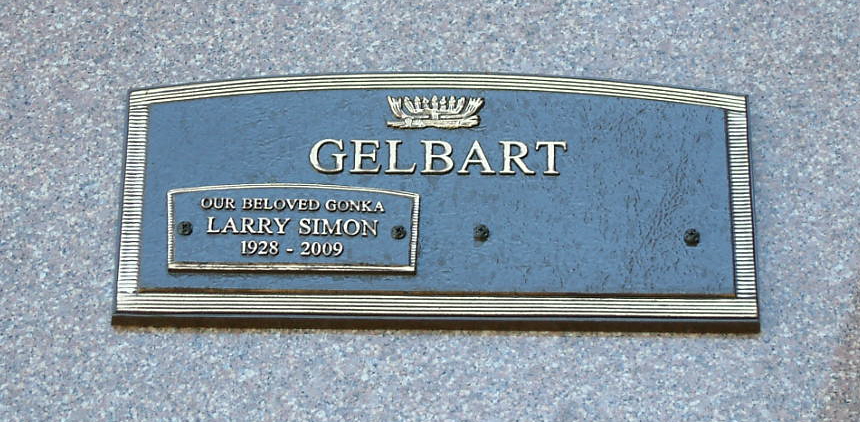 GELBART
OUR BELOVED GONKA
LARRY SIMON
1928 - 2009